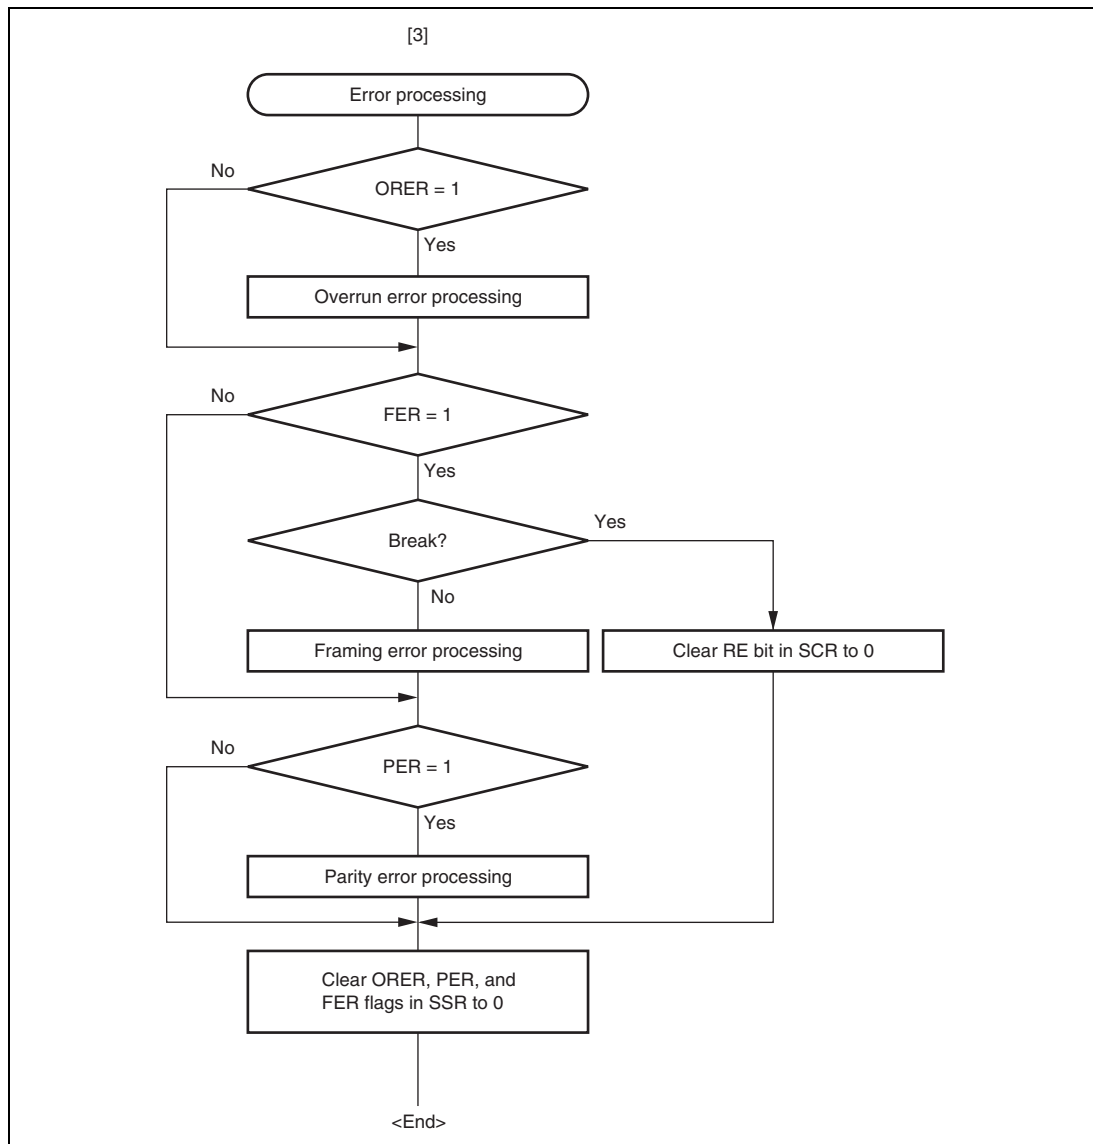 [3]
Error processing
No
ORER = 1
Yes
Overrun error processing
No
FER = 1
Yes
Break?
Yes
No
Framing error processing
Clear RE bit in SCR to 0
No
PER = 1
Yes
Parity error processing
Clear ORER, PER, and
FER flags in SSR to 0
<End>